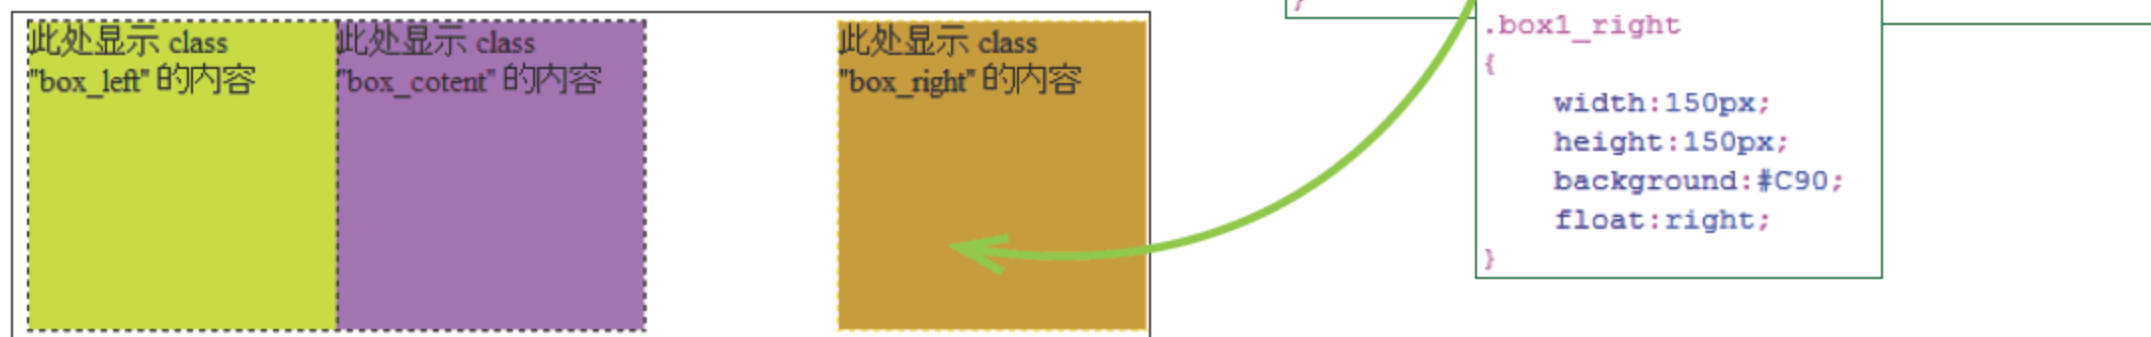 此处显示 class
"box_left" 的内容
此处显示 class
"box_cotent" 的内容
此处显示 class
"box_right" 的内容
}
.box1_right
{
width:150px;
height:150px;
background:#C90;
float:right;
}